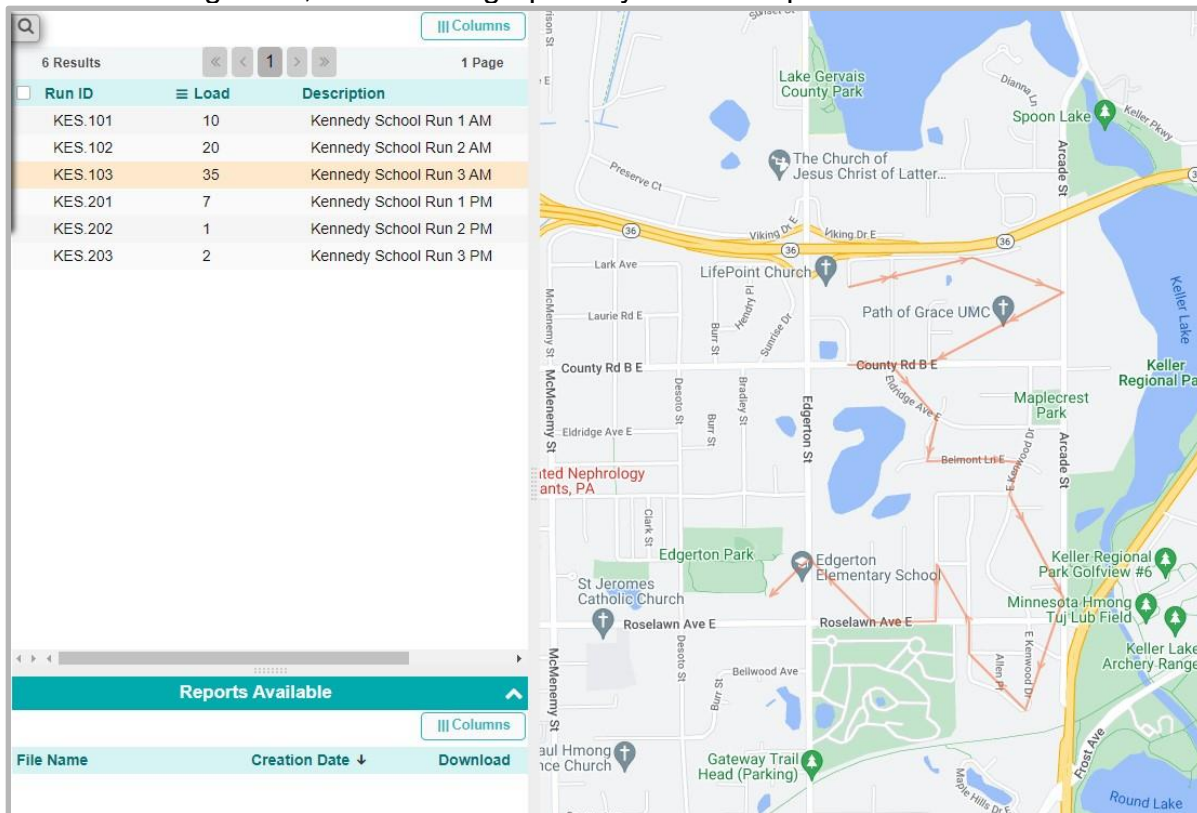 Columns
6 Results « < 1 > » 1 Page
Run ID Load Description
KES.101 10 Kennedy School Run 1 AM
KES.102 20 Kennedy School Run 2 AM
KES.103 35 Kennedy School Run 3 AM
KES.201 7 Kennedy School Run 1 PM
KES.202 1 Kennedy School Run 2 PM
KES.203 2 Kennedy School Run 3 PM
Reports Available
Columns
File Name Creation Date ↓ Download
Sunset Ct
Lake Gervais
County Park
Dianna Ln
Spoon Lake
Keller Pkwy
Arcade St
The Church of
Jesus Christ of Latter...
Preserve Ct
36
Viking Dr E
Viking Dr E
36
36
Lark Ave
LifePoint Church
McMenemy St
Hendry Pl
Laurie Rd E
Burr St
Sunrise Dr
Path of Grace UMC
Keller Lake
County Rd B E
County Rd B E
Keller
Regional Pa
McMenemy St
Desoto St
Bradley St
Burr St
Edgerton St
Eldridge Ave E
Maplecrest
Park
Eldridge Ave E
Arcade St
E Kenwood Dr
Belmont Ln E
ted Nephrology
ants, PA
Clark St
Edgerton Park
Edgerton
Elementary School
Keller Regional
Park Golfview #6
St Jeromes
Catholic Church
Minnesota Hmong
Tuj Lub Field
Roselawn Ave E
Roselawn Ave E
Keller Lake
Archery Range
McMenemy St
Desoto St
Burr St
Bellwood Ave
Allen Pl
E Kenwood Dr
aul Hmong
nce Church
Gateway Trail
Head (Parking)
Frost Ave
Maple Hills Dr
Round Lake